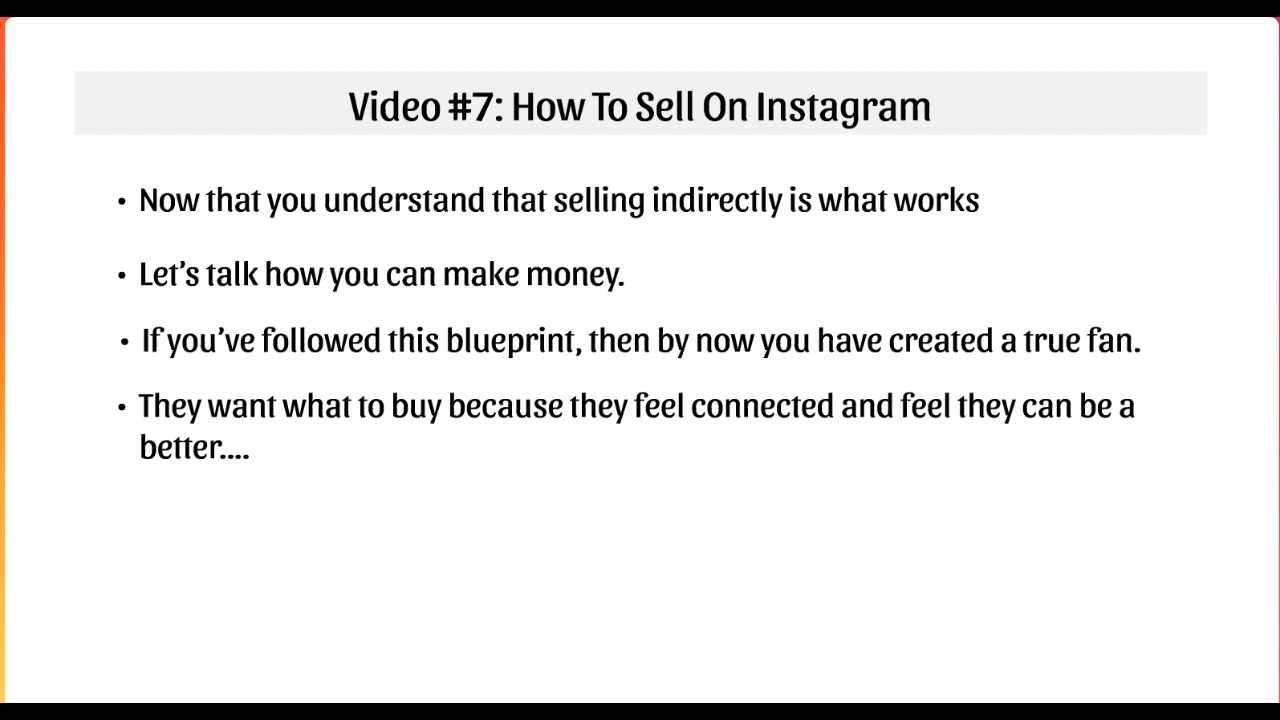 Video #7: How To Sell On Instagram
• Now that you understand that selling indirectly is what works
• Let’s talk how you can make money.
• If you’ve followed this blueprint, then by now you have created a true fan.
• They want what to buy because they feel connected and feel they can be a
better....